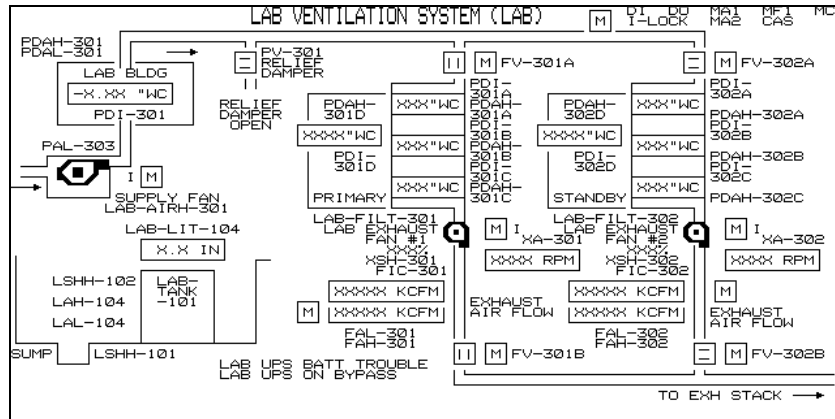 LAB VENTILATION SYSTEM (LAB)
M
DI DO MA1 MF1 MC
I-LOCK MA2 CAS
PDAH-301
PDAL-301
LAB BLDG
-X.XX "WC
PDI-301
PV-301
RELIEF
DAMPER
RELIEF
DAMPER
OPEN
M FV-301A
M FV-302A
PDAH-
301D
XXXX"WC
PDI-
301D
PRIMARY
XXX"WC
XXX"WC
XXX"WC
PDI-
301A
PDAH-
301A
PDI-
301B
PDAH-
301B
PDI-
301C
PDAH-
301C
PDAH-
302D
XXXX"WC
PDI-
302D
STANDBY
XXX"WC
XXX"WC
XXX"WC
PDI-
302A
PDAH-302A
PDI-
302B
PDAH-302B
PDI-
302C
PDAH-302C
PAL-303
I M
SUPPLY FAN
LAB-AIRH-301
LAB-LIT-104
X.X IN
LSHH-102
LAH-104
LAL-104
LAB-
TANK
-101
SUMP
LSHH-101
LAB-FILT-301
LAB EXHAUST
FAN #1
XXX%
XSH-301
FIC-301
XXXXX KCFM
M XXXXX KCFM
FAL-301
FAH-301
M I
XA-301
XXXX RPM
EXHAUST
AIR FLOW
LAB-FILT-302
LAB EXHAUST
FAN #2
XXX%
XSH-302
FIC-302
XXXXX KCFM
XXXXX KCFM
FAL-302
FAH-302
M I
XA-302
XXXX RPM
M
EXHAUST
AIR FLOW
LAB UPS BATT TROUBLE
LAB UPS ON BYPASS
M FV-301B
M FV-302B
TO EXH STACK